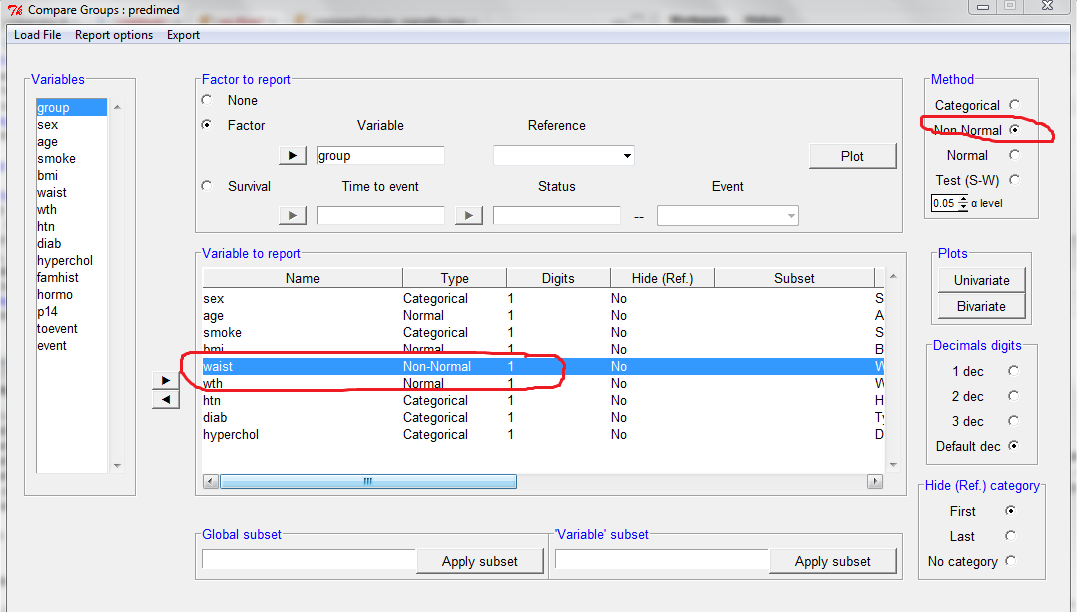 Compare Groups : predimed
Load File Report options Export
Variables
group
sex
age
smoke
bmi
waist
wth
htn
diab
hyperchol
famhist
hormo
p14
toevent
event
Factor to report
None
Factor Variable Reference
group
Plot
Survival Time to event Status Event
--
Variable to report
Name Type Digits Hide (Ref.) Subset
sex Categorical 1 No S
age Normal 1 No A
smoke Categorical 1 No S
bmi Normal 1 No B
waist Non-Normal 1 No W
wth Normal 1 No W
htn Categorical 1 No H
diab Categorical 1 No Ty
hyperchol Categorical 1 No D
Global subset
Apply subset
'Variable' subset
Apply subset
Method
Categorical
Non Normal
Normal
Test (S-W)
0.05 α level
Plots
Univariate
Bivariate
Decimals digits
1 dec
2 dec
3 dec
Default dec
Hide (Ref.) category
First
Last
No category